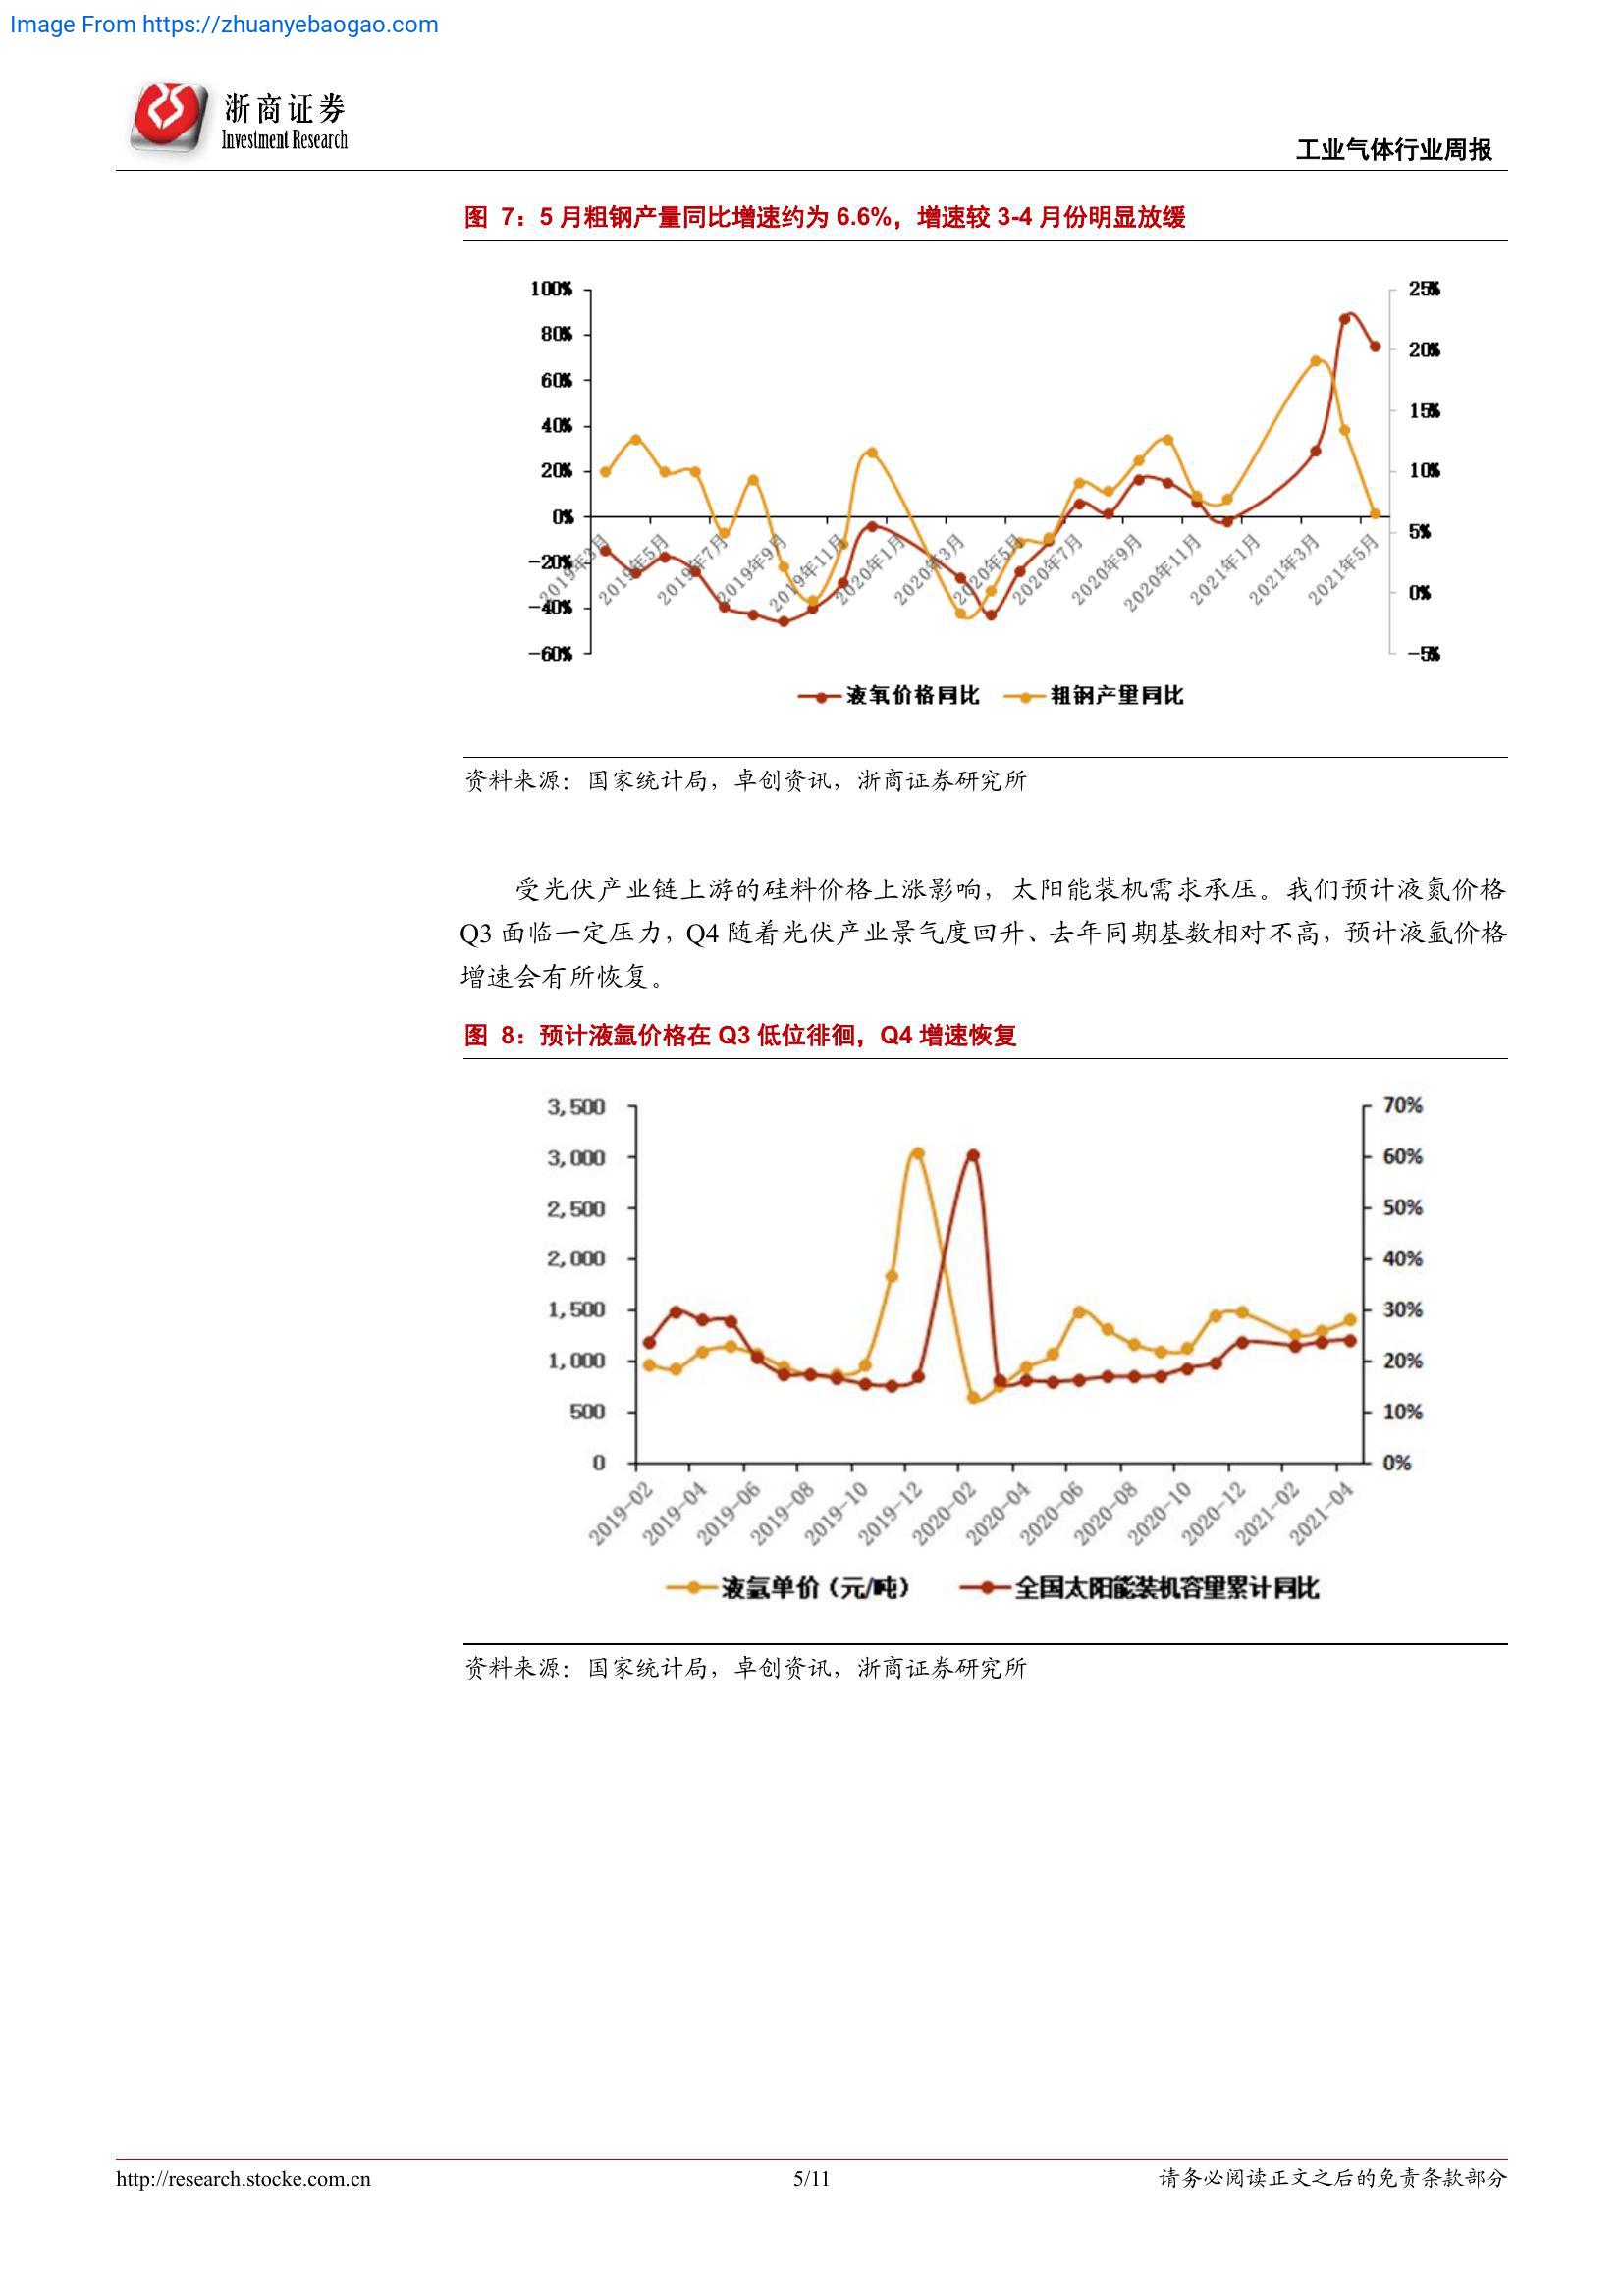 Image From https://zhuanyebaogao.com
浙商证券
Investment Research
工业气体行业周报
图 7：5 月粗钢产量同比增速约为 6.6%，增速较 3-4 月份明显放缓
100%
80%
60%
40%
20%
0%
-20%
-40%
-60%
25%
20%
15%
10%
5%
0%
-5%
2019年3月
2019年5月
2019年7月
2019年9月
2019年11月
2020年1月
2020年3月
2020年5月
2020年7月
2020年9月
2020年11月
2021年1月
2021年3月
2021年5月
液氧价格同比
粗钢产量同比
资料来源：国家统计局，卓创资讯，浙商证券研究所
受光伏产业链上游的硅料价格上涨影响，太阳能装机需求承压。我们预计液氮价格
Q3 面临一定压力，Q4 随着光伏产业景气度回升、去年同期基数相对不高，预计液氩价格
增速会有所恢复。
图 8：预计液氩价格在 Q3 低位徘徊，Q4 增速恢复
3,500
3,000
2,500
2,000
1,500
1,000
500
0
70%
60%
50%
40%
30%
20%
10%
0%
2019-02
2019-04
2019-06
2019-08
2019-10
2019-12
2020-02
2020-04
2020-06
2020-08
2020-10
2020-12
2021-02
2021-04
液氩单价（元/吨）
全国太阳能装机容量累计同比
资料来源：国家统计局，卓创资讯，浙商证券研究所
http://research.stocke.com.cn
5/11
请务必阅读正文之后的免责条款部分